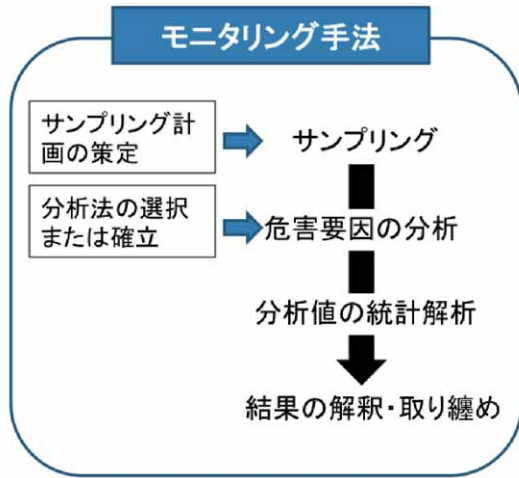 モニタリング手法
サンプリング計
画の策定
サンプリング
分析法の選択
または確立
危害要因の分析
分析値の統計解析
結果の解釈・取り纏め